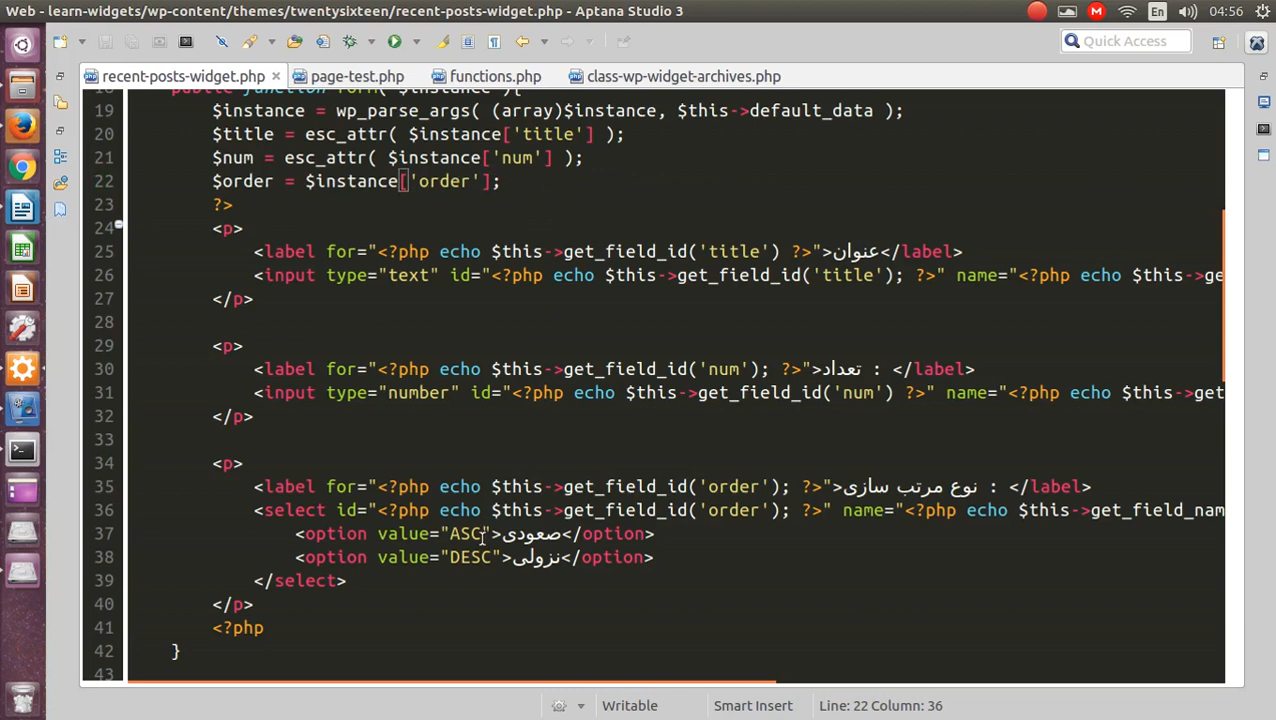 Web - learn-widgets/wp-content/themes/twentysixteen/recent-posts-widget.php - Aptana Studio 3
En
04:56
Quick Access
recent-posts-widget.php
page-test.php
functions.php
class-wp-widget-archives.php
19 $instance = wp_parse_args( (array)$instance, $this->default_data );
20 $title = esc_attr( $instance['title'] );
21 $num = esc_attr( $instance['num'] );
22 $order = $instance['order'];
23 ?>
24 <p>
25 <label for="<?php echo $this->get_field_id('title') ?>">عنوان</label>
26 <input type="text" id="<?php echo $this->get_field_id('title'); ?>" name="<?php echo $this->ge
27 </p>
28
29 <p>
30 <label for="<?php echo $this->get_field_id('num'); ?>">تعداد : </label>
31 <input type="number" id="<?php echo $this->get_field_id('num') ?>" name="<?php echo $this->get
32 </p>
33
34 <p>
35 <label for="<?php echo $this->get_field_id('order'); ?>">نوع مرتب سازی : </label>
36 <select id="<?php echo $this->get_field_id('order'); ?>" name="<?php echo $this->get_field_nam
37 <option value="ASC">صعودی</option>
38 <option value="DESC">نزولی</option>
39 </select>
40 </p>
41 <?php
42 }
43
Writable
Smart Insert
Line: 22 Column: 36